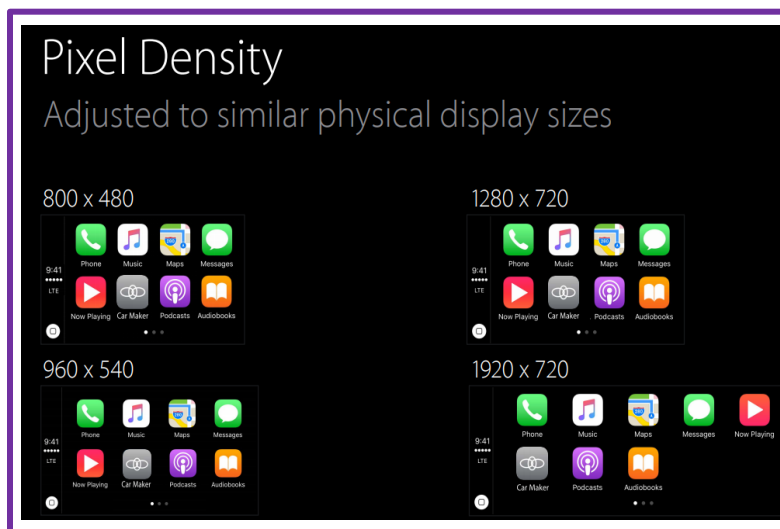 Pixel Density
Adjusted to similar physical display sizes
800 x 480
Phone Music Maps Messages
9:41
LTE
Now Playing Car Maker Podcasts Audiobooks
1280 x 720
Phone Music Maps Messages
9:41
LTE
Now Playing Car Maker Podcasts Audiobooks
960 x 540
Phone Music Maps Messages
9:41
LTE
Now Playing Car Maker Podcasts Audiobooks
1920 x 720
Phone Music Maps Messages Now Playing
9:41
LTE
Car Maker Podcasts Audiobooks